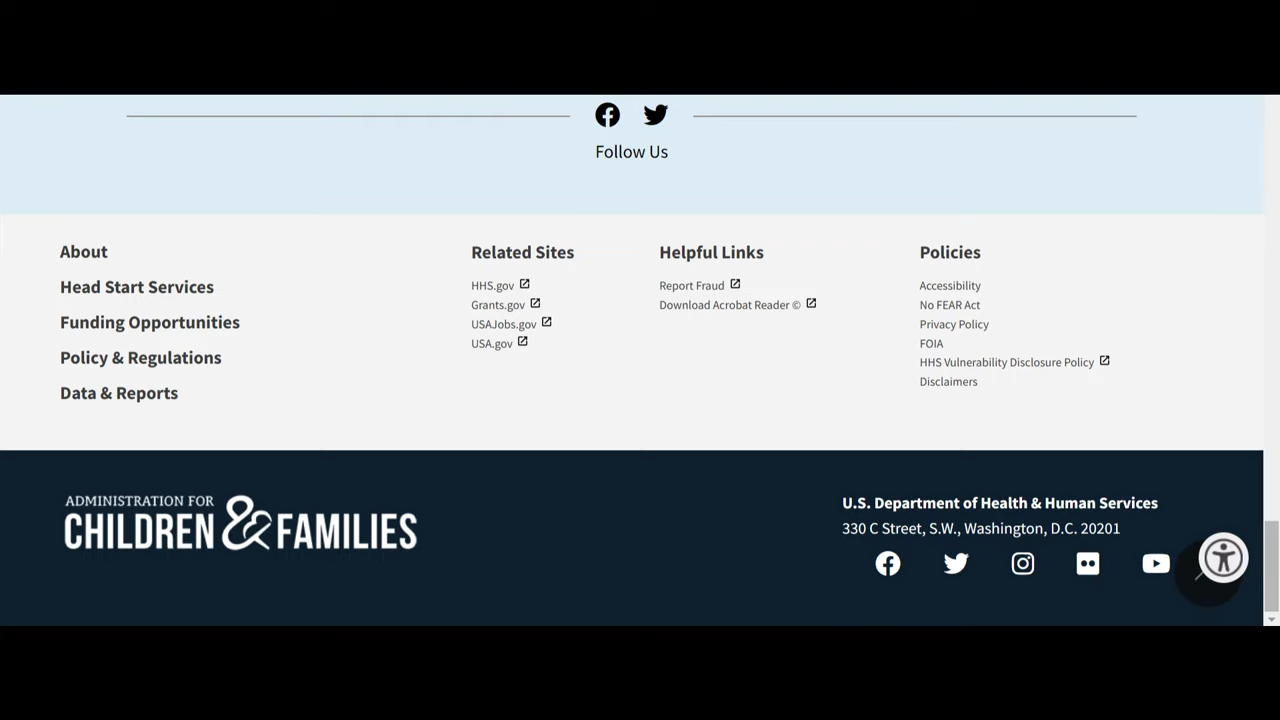 Follow Us
About
Head Start Services
Funding Opportunities
Policy & Regulations
Data & Reports
Related Sites
HHS.gov
Grants.gov
USAJobs.gov
USA.gov
Helpful Links
Report Fraud
Download Acrobat Reader ©
Policies
Accessibility
No FEAR Act
Privacy Policy
FOIA
HHS Vulnerability Disclosure Policy
Disclaimers
ADMINISTRATION FOR
CHILDREN & FAMILIES
U.S. Department of Health & Human Services
330 C Street, S.W., Washington, D.C. 20201